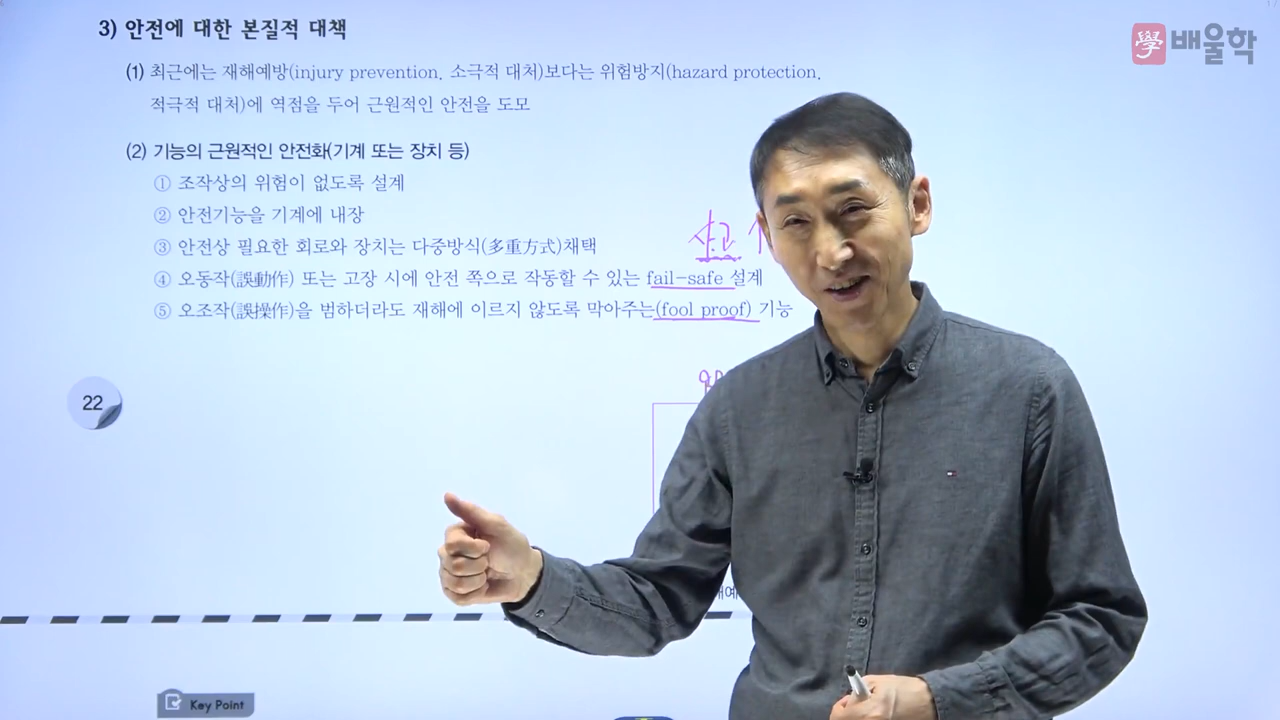 3) 안전에 대한 본질적 대책
學 배울학
(1) 최근에는 재해예방(injury prevention, 소극적 대처)보다는 위험방지(hazard protection,
적극적 대처)에 역점을 두어 근원적인 안전을 도모
(2) 기능의 근원적인 안전화(기계 또는 장치 등)
① 조작상의 위험이 없도록 설계
② 안전기능을 기계에 내장
사고
③ 안전상 필요한 회로와 장치는 다중방식(多重方式)채택
④ 오동작(誤動作) 또는 고장 시에 안전 쪽으로 작동할 수 있는 fail-safe 설계
⑤ 오조작(誤操作)을 범하더라도 재해에 이르지 않도록 막아주는(fool proof) 기능
22
Key Point